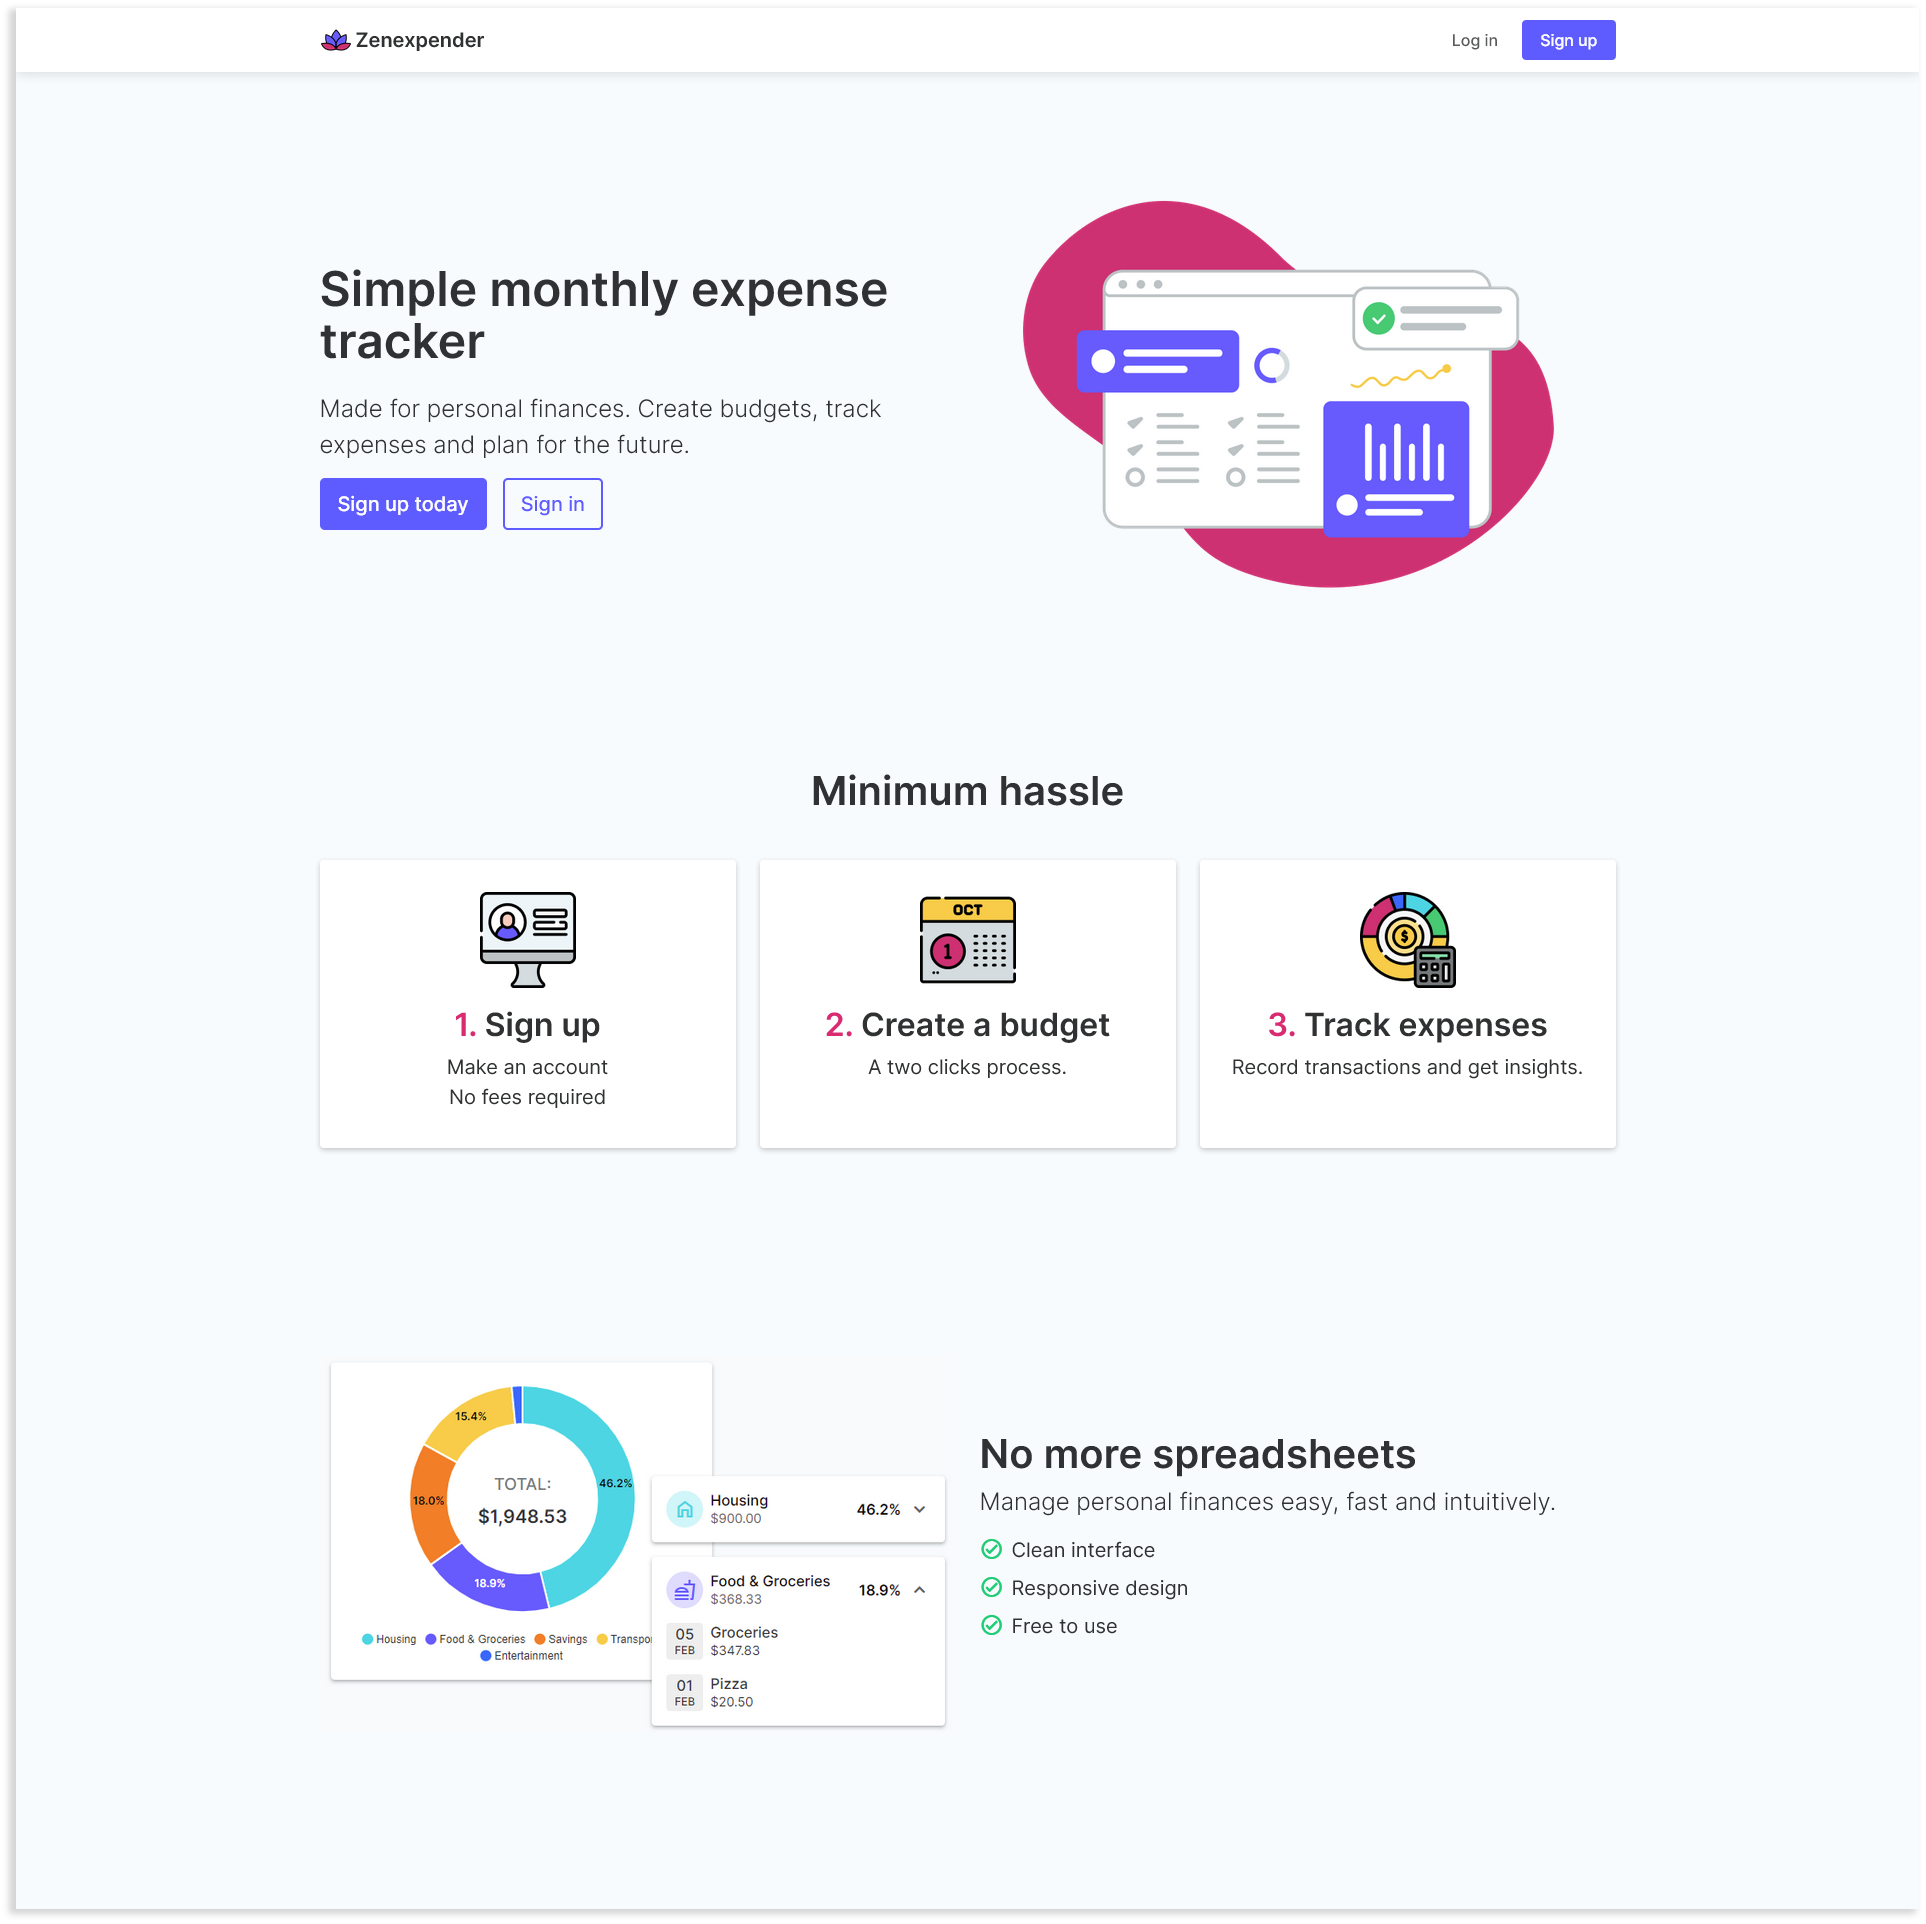 Zenexpender
Log in
Sign up
Simple monthly expense
tracker
Made for personal finances. Create budgets, track
expenses and plan for the future.
Sign up today
Sign in
Minimum hassle
OCT
1
$
1. Sign up
Make an account
No fees required
2. Create a budget
A two clicks process.
3. Track expenses
Record transactions and get insights.
15.4%
46.2%
18.0%
18.9%
TOTAL:
$1,948.53
Housing
Food & Groceries
Savings
Transpor
Entertainment
Housing
$900.00
46.2%
Food & Groceries
$368.33
18.9%
05
FEB
Groceries
$347.83
01
FEB
Pizza
$20.50
No more spreadsheets
Manage personal finances easy, fast and intuitively.
Clean interface
Responsive design
Free to use